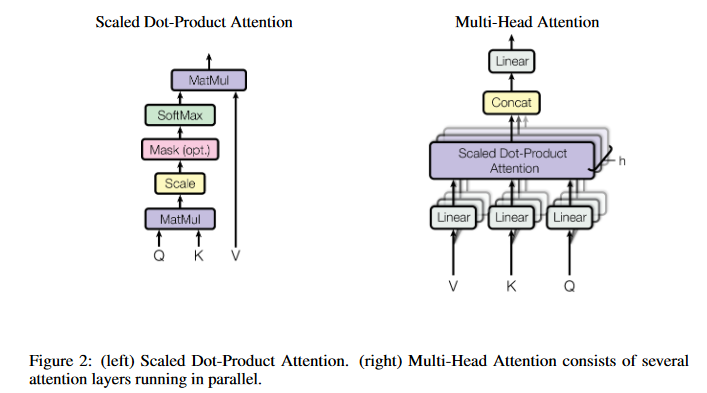 Scaled Dot-Product Attention
MatMul
SoftMax
Mask (opt.)
Scale
MatMul
Q K V
Multi-Head Attention
Linear
Concat
Scaled Dot-Product
Attention
h
Linear Linear Linear
V K Q
Figure 2: (left) Scaled Dot-Product Attention. (right) Multi-Head Attention consists of several
attention layers running in parallel.